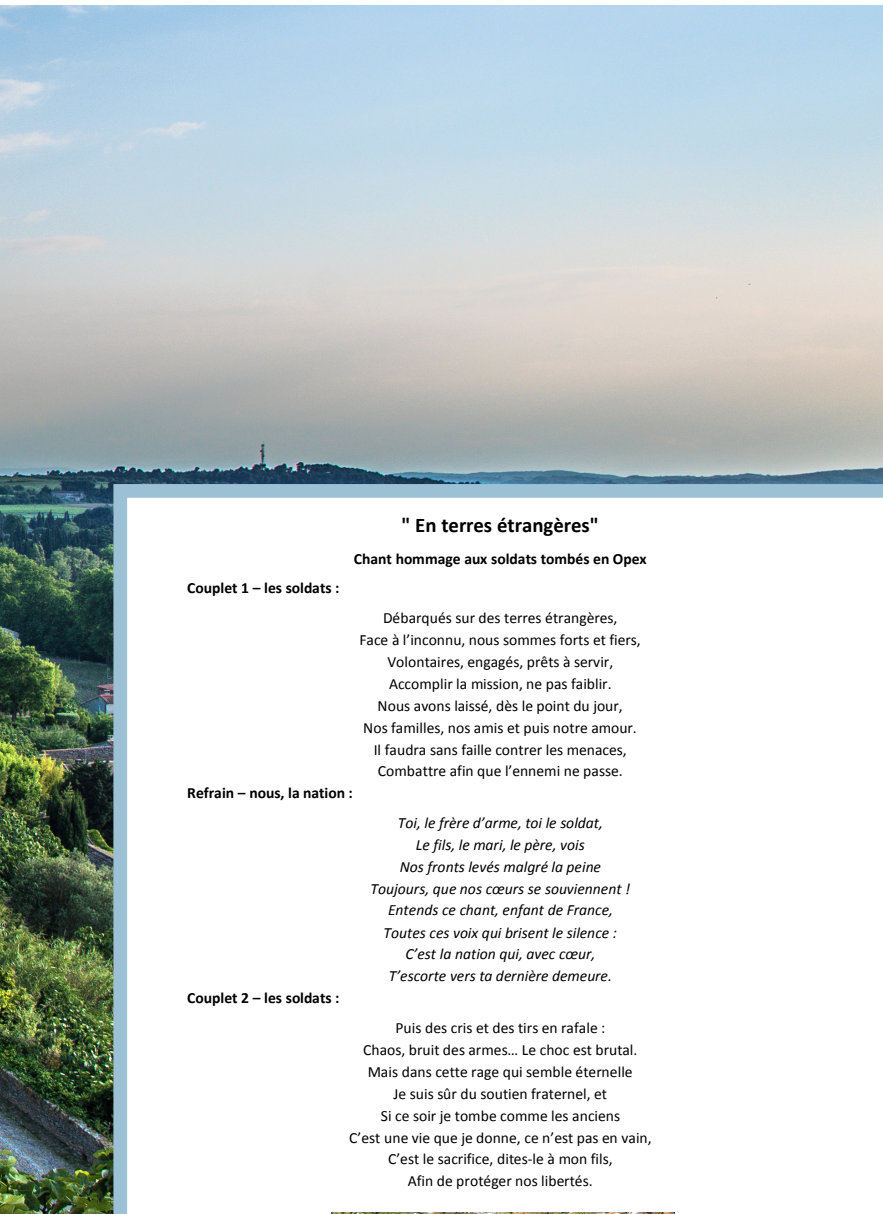 " En terres étrangères"
Chant hommage aux soldats tombés en Opex
Couplet 1 – les soldats :
Débarqués sur des terres étrangères,
Face à l’inconnu, nous sommes forts et fiers,
Volontaires, engagés, prêts à servir,
Accomplir la mission, ne pas faiblir.
Nous avons laissé, dès le point du jour,
Nos familles, nos amis et puis notre amour.
Il faudra sans faille contrer les menaces,
Combattre afin que l’ennemi ne passe.
Refrain – nous, la nation :
Toi, le frère d’arme, toi le soldat,
Le fils, le mari, le père, vois
Nos fronts levés malgré la peine
Toujours, que nos cœurs se souviennent !
Entends ce chant, enfant de France,
Toutes ces voix qui brisent le silence :
C’est la nation qui, avec cœur,
T’escorte vers ta dernière demeure.
Couplet 2 – les soldats :
Puis des cris et des tirs en rafale :
Chaos, bruit des armes… Le choc est brutal.
Mais dans cette rage qui semble éternelle
Je suis sûr du soutien fraternel, et
Si ce soir je tombe comme les anciens
C’est une vie que je donne, ce n’est pas en vain,
C’est le sacrifice, dites-le à mon fils,
Afin de protéger nos libertés.